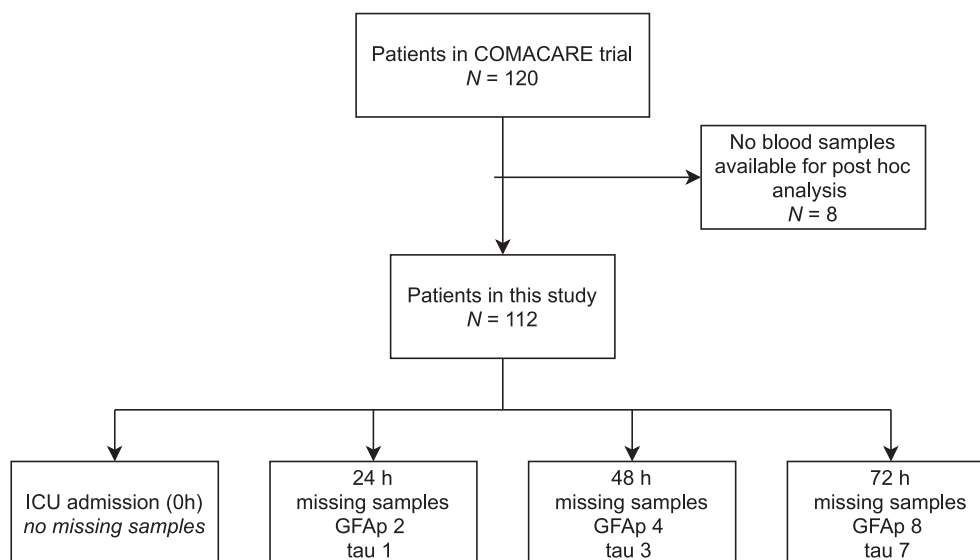 Patients in COMACARE trial
N = 120
No blood samples
available for post hoc
analysis
N = 8
Patients in this study
N = 112
ICU admission (0h)
no missing samples
24 h
missing samples
GFAp 2
tau 1
48 h
missing samples
GFAp 4
tau 3
72 h
missing samples
GFAp 8
tau 7